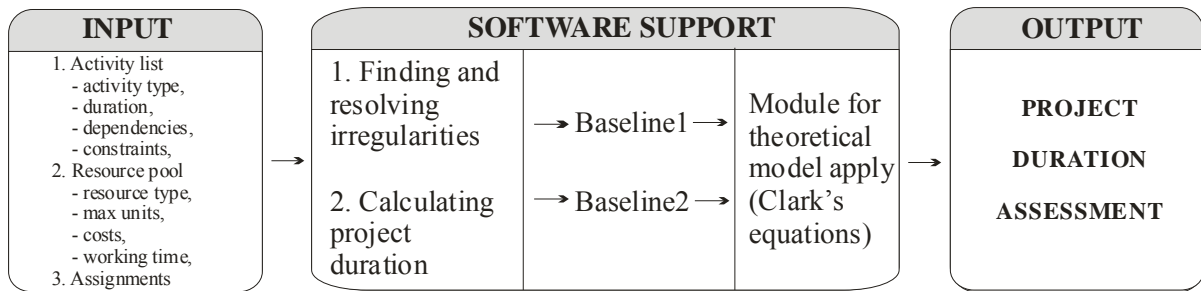 INPUT
1. Activity list
- activity type,
- duration,
- dependencies,
- constraints,
2. Resource pool
- resource type,
- max units,
- costs,
- working time,
3. Assignments
SOFTWARE SUPPORT
1. Finding and
resolving
irregularities
2. Calculating
project
duration
Baseline1
Baseline2
Module for
theoretical
model apply
(Clark's
equations)
OUTPUT
PROJECT
DURATION
ASSESSMENT